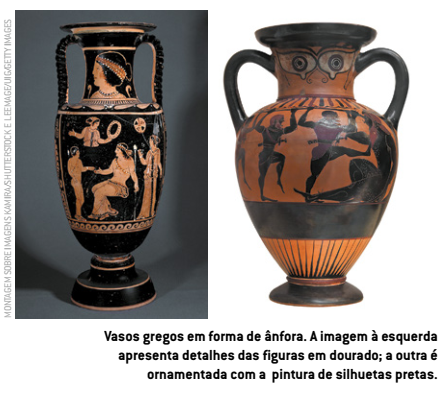 MONTAGEM SOBRE IMAGENS KAMIRA/SHUTTERSTOCK E LEEMAGE/UIG/GETTY IMAGES
Vasos gregos em forma de ânfora. A imagem à esquerda
apresenta detalhes das figuras em dourado; a outra é
ornamentada com a pintura de silhuetas pretas.